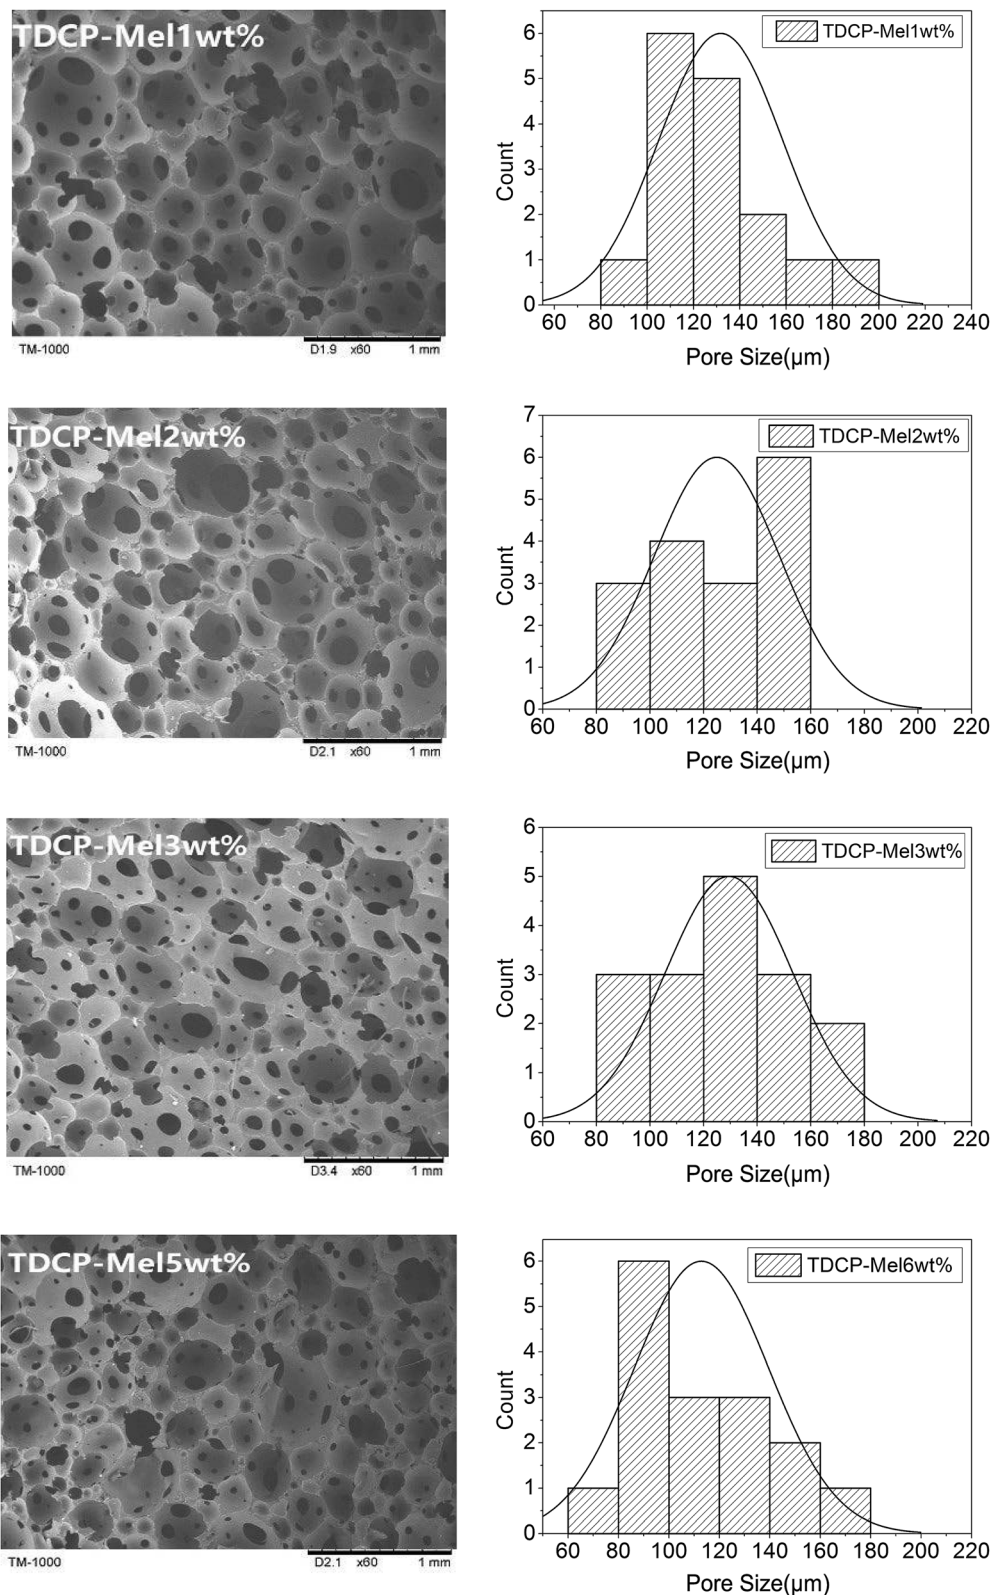 TDCP-Mel1wt%
TM-1000 D1.9 x60 1 mm
TDCP-Mel1wt%
6
5
4
3
2
1
0
Count
60 80 100 120 140 160 180 200 220 240
Pore Size(μm)
TDCP-Mel2wt%
TM-1000 D2.1 x60 1 mm
TDCP-Mel2wt%
7
6
5
4
3
2
1
0
Count
60 80 100 120 140 160 180 200 220
Pore Size(μm)
TDCP-Mel3wt%
TM-1000 D3.4 x60 1 mm
TDCP-Mel3wt%
6
5
4
3
2
1
0
Count
60 80 100 120 140 160 180 200 220
Pore Size(μm)
TDCP-Mel5wt%
TM-1000 D2.1 x60 1 mm
TDCP-Mel6wt%
6
5
4
3
2
1
0
Count
60 80 100 120 140 160 180 200 220
Pore Size(μm)